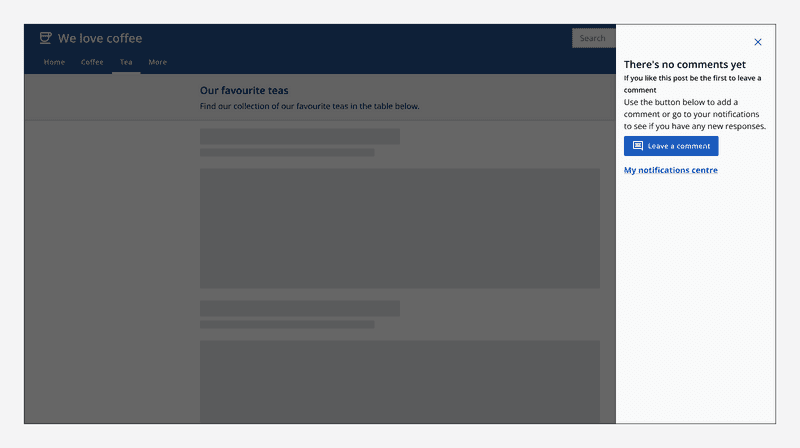 We love coffee
Search
Home Coffee Tea More
Our favourite teas
Find our collection of our favourite teas in the table below.
There's no comments yet
If you like this post be the first to leave a
comment
Use the button below to add a
comment or go to your notifications
to see if you have any new responses.
Leave a comment
My notifications centre